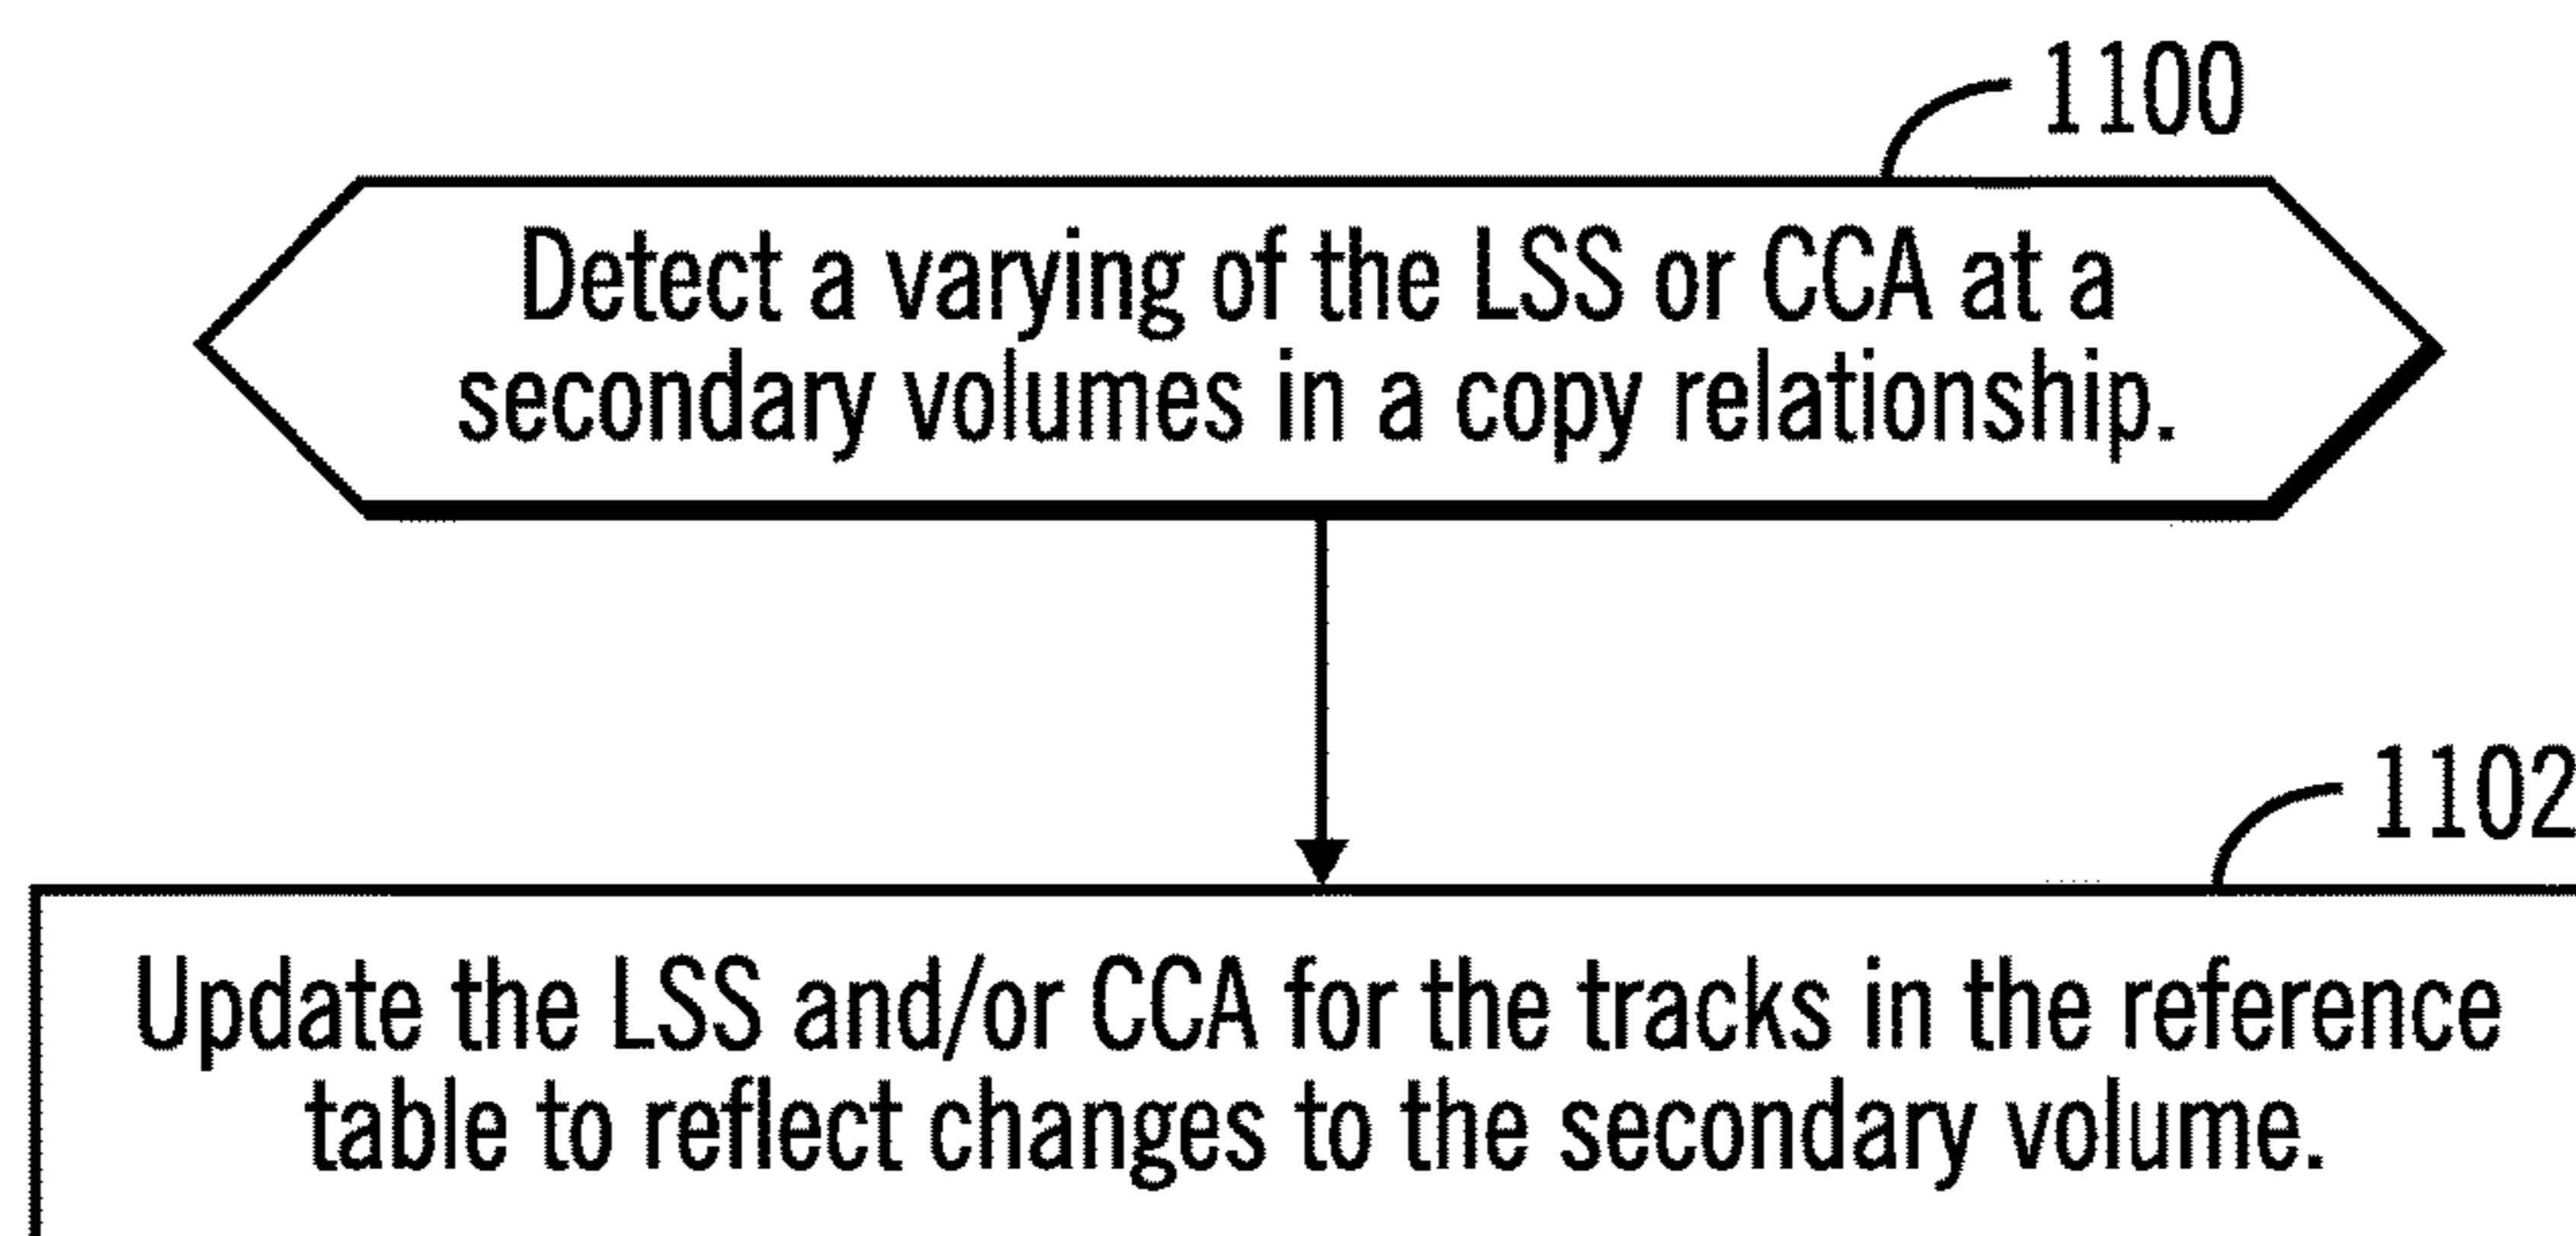 1100
Detect a varying of the LSS or CCA at a
secondary volumes in a copy relationship.
1102
Update the LSS and/or CCA for the tracks in the reference
table to reflect changes to the secondary volume.